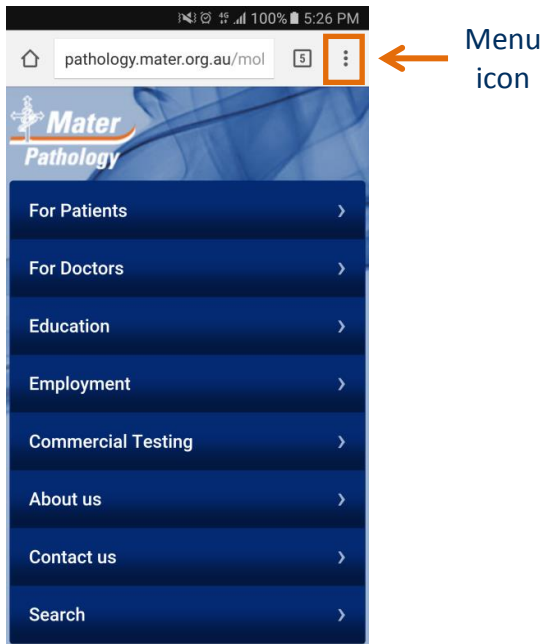 4G 100% 5:26 PM
pathology.mater.org.au/mol 5
Menu
icon
Mater
Pathology
For Patients
For Doctors
Education
Employment
Commercial Testing
About us
Contact us
Search